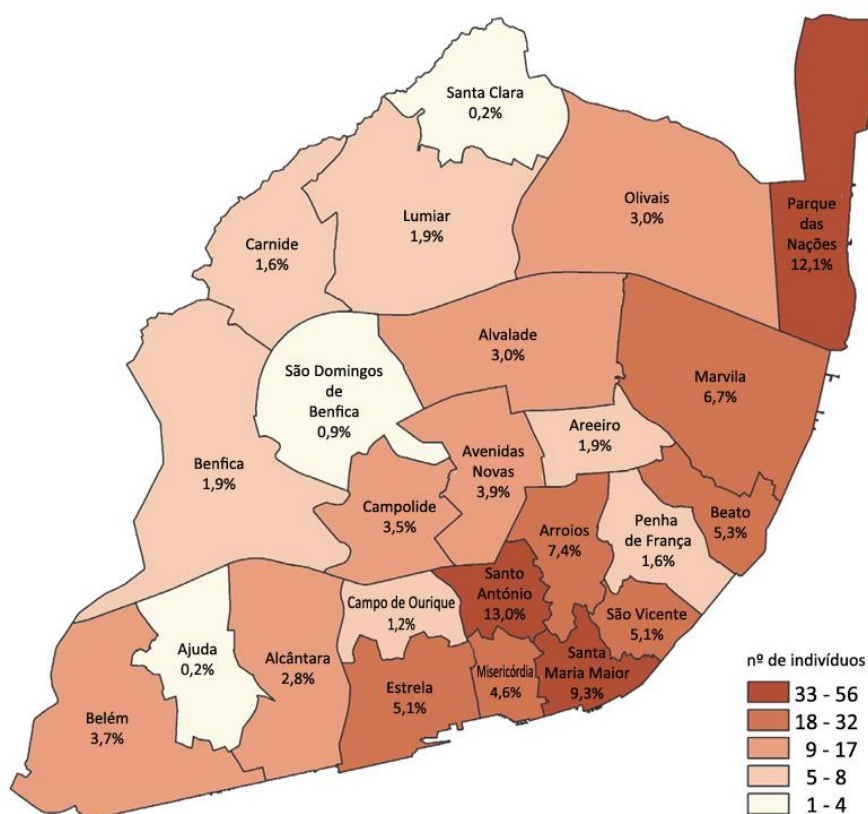 Santa Clara
0,2%
Parque
das
Nações
12,1%
Olivais
3,0%
Lumiar
1,9%
Carnide
1,6%
Alvalade
3,0%
São Domingos
de
Benfica
0,9%
Marvila
6,7%
Areeiro
1,9%
Benfica
1,9%
Avenidas
Novas
3,9%
Campolide
3,5%
Beato
5,3%
Penha
de França
1,6%
Arroios
7,4%
Santo
António
13,0%
Campo de Ourique
1,2%
São Vicente
5,1%
Ajuda
0,2%
Alcântara
2,8%
Estrela
5,1%
Misericórdia
4,6%
Santa
Maria Maior
9,3%
Belém
3,7%
nº de indivíduos
33 - 56
18 - 32
9 - 17
5 - 8
1 - 4